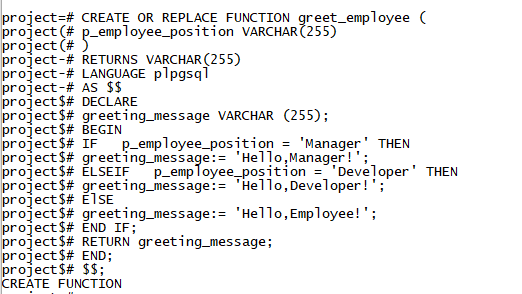 project=# CREATE OR REPLACE FUNCTION greet_employee (
project(# p_employee_position VARCHAR(255)
project(# )
project-# RETURNS VARCHAR(255)
project-# LANGUAGE plpgsql
project-# AS $$
project$# DECLARE
project$# greeting_message VARCHAR (255);
project$# BEGIN
project$# IF   p_employee_position = 'Manager' THEN
project$# greeting_message:= 'Hello,Manager!';
project$# ELSEIF   p_employee_position = 'Developer' THEN
project$# greeting_message:= 'Hello,Developer!';
project$# ElSE
project$# greeting_message:= 'Hello,Employee!';
project$# END IF;
project$# RETURN greeting_message;
project$# END;
project$# $$;
CREATE FUNCTION